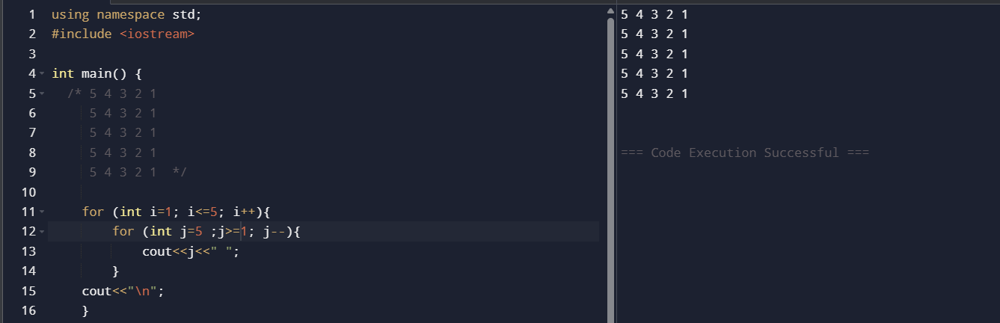 1 using namespace std;
2 #include <iostream>
3
4 int main() {
5 /* 5 4 3 2 1
6 5 4 3 2 1
7 5 4 3 2 1
8 5 4 3 2 1
9 5 4 3 2 1 */
10
11 for (int i=1; i<=5; i++){
12 for (int j=5 ;j>=1; j--){
13 cout<<j<<" ";
14 }
15 cout<<"\n";
16 }
5 4 3 2 1
5 4 3 2 1
5 4 3 2 1
5 4 3 2 1
5 4 3 2 1
=== Code Execution Successful ===